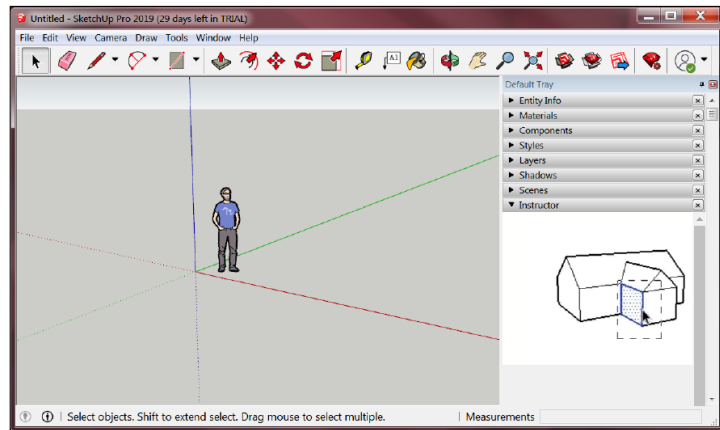 Untitled - SketchUp Pro 2019 (29 days left in TRIAL)
File Edit View Camera Draw Tools Window Help
A1
Default Tray
Entity Info
Materials
Components
Styles
Layers
Shadows
Scenes
Instructor
Select objects. Shift to extend select. Drag mouse to select multiple.
Measurements